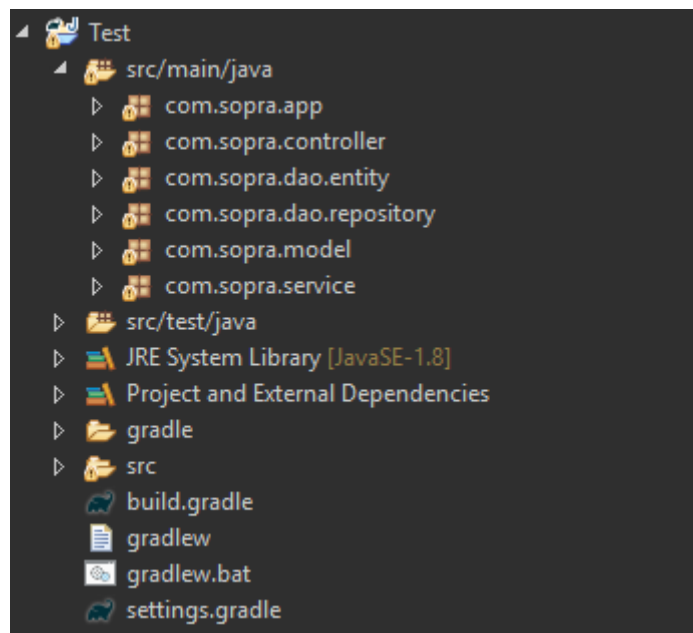 Test
src/main/java
com.sopra.app
com.sopra.controller
com.sopra.dao.entity
com.sopra.dao.repository
com.sopra.model
com.sopra.service
src/test/java
JRE System Library [JavaSE-1.8]
Project and External Dependencies
gradle
src
build.gradle
gradlew
gradlew.bat
settings.gradle